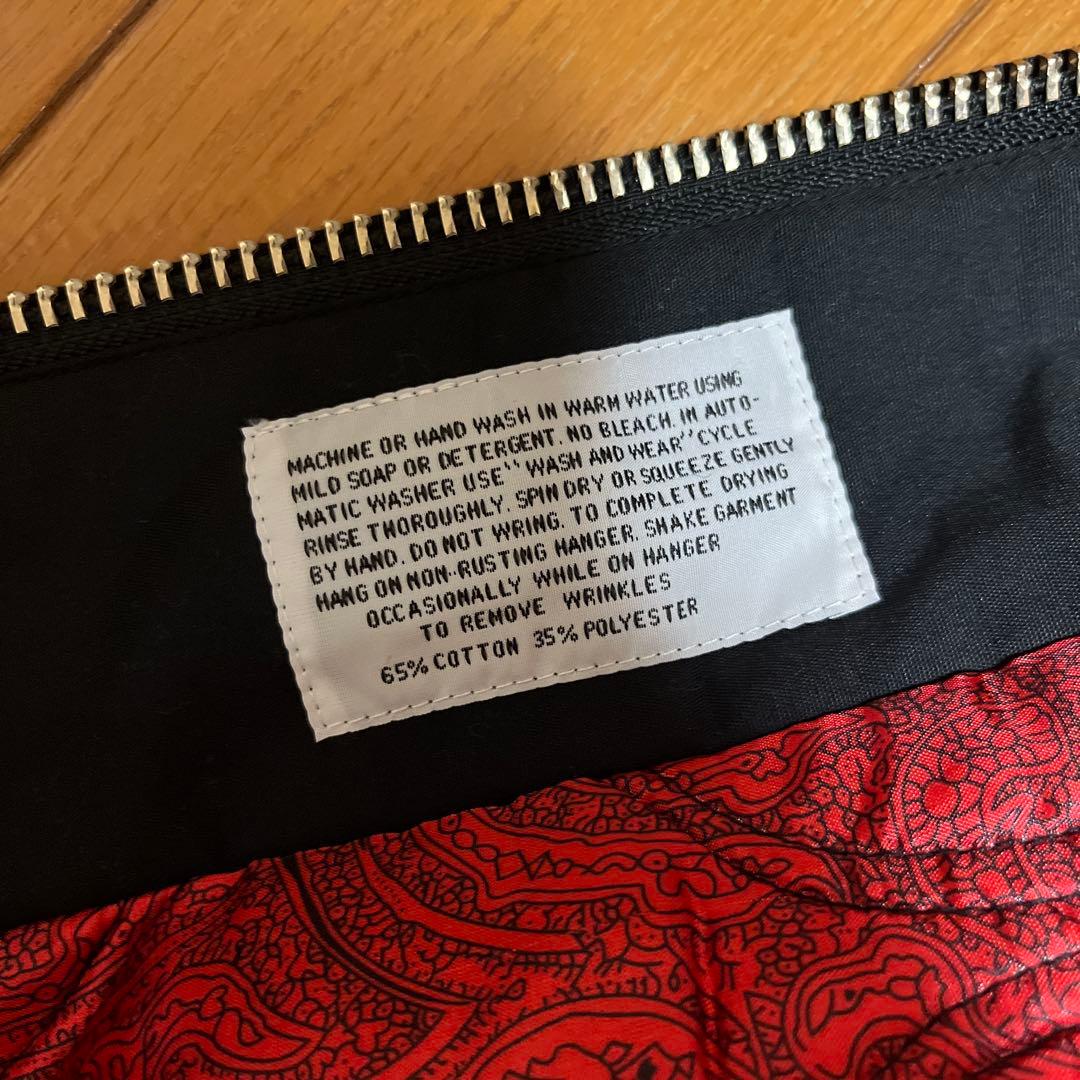 MACHINE OR HAND WASH IN WARM WATER USING
MILD SOAP OR DETERGENT. NO BLEACH. IN AUTO-
MATIC WASHER USE'' WASH AND WEAR'' CYCLE
RINSE THOROUGHLY. SPIN DRY OR SQUEEZE GENTLY
BY HAND. DO NOT WRING. TO COMPLETE DRYING
HANG ON NON-RUSTING HANGER. SHAKE GARMENT
OCCASIONALLY WHILE ON HANGER
TO REMOVE WRINKLES
65% COTTON 35% POLYESTER